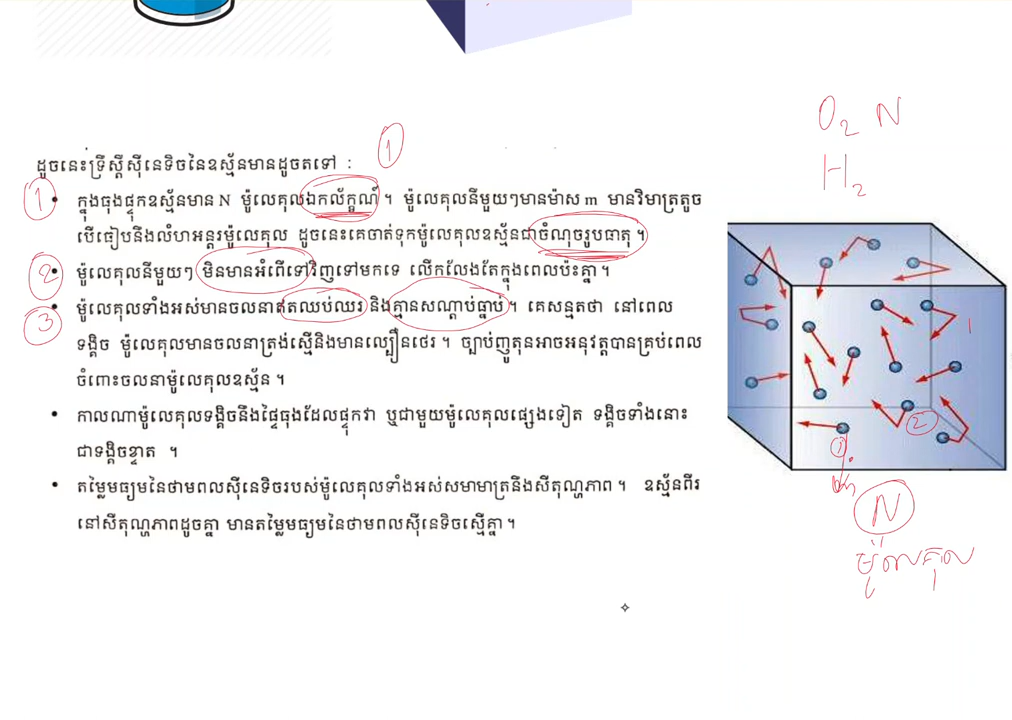 O₂ N
H₂
ដូចនេះទ្រឹស្តីស៊ីនេទិចនៃឧស្ម័នមានដូចតទៅ :
①
① • ក្នុងធុងផ្ទុកឧស្ម័នមាន N ម៉ូលេគុលឯកល័ក្ខណ៍ ។ ម៉ូលេគុលនីមួយៗមានម៉ាស m មានវិមាត្រតូច
បើធៀបនឹងលំហអន្តរម៉ូលេគុល ដូចនេះគេចាត់ទុកម៉ូលេគុលឧស្ម័នជាចំណុចរូបធាតុ ។
② • ម៉ូលេគុលនីមួយៗ មិនមានអំពើទៅវិញទៅមកទេ លើកលែងតែក្នុងពេលប៉ះគ្នា ។
③ • ម៉ូលេគុលទាំងអស់មានចលនាឥតឈប់ឈរ និងគ្មានសណ្តាប់ធ្នាប់ ។ គេសន្មតថា នៅពេល
ទង្គិច ម៉ូលេគុលមានចលនាត្រង់ស្មើនិងមានល្បឿនថេរ ។ ច្បាប់ញូតុនអាចអនុវត្តបានគ្រប់ពេល
ចំពោះចលនាម៉ូលេគុលឧស្ម័ន ។
• កាលណាម៉ូលេគុលទង្គិចនឹងផ្ទៃធុងដែលផ្ទុកវា ឬជាមួយម៉ូលេគុលផ្សេងទៀត ទង្គិចទាំងនោះ
ជាទង្គិចខ្ទាត ។
• តម្លៃមធ្យមនៃថាមពលស៊ីនេទិចរបស់ម៉ូលេគុលទាំងអស់សមាមាត្រនឹងសីតុណ្ហភាព ។ ឧស្ម័នពីរ
នៅសីតុណ្ហភាពដូចគ្នា មានតម្លៃមធ្យមនៃថាមពលស៊ីនេទិចស្មើគ្នា ។
1
②
①
N
ម៉ូលេគុល